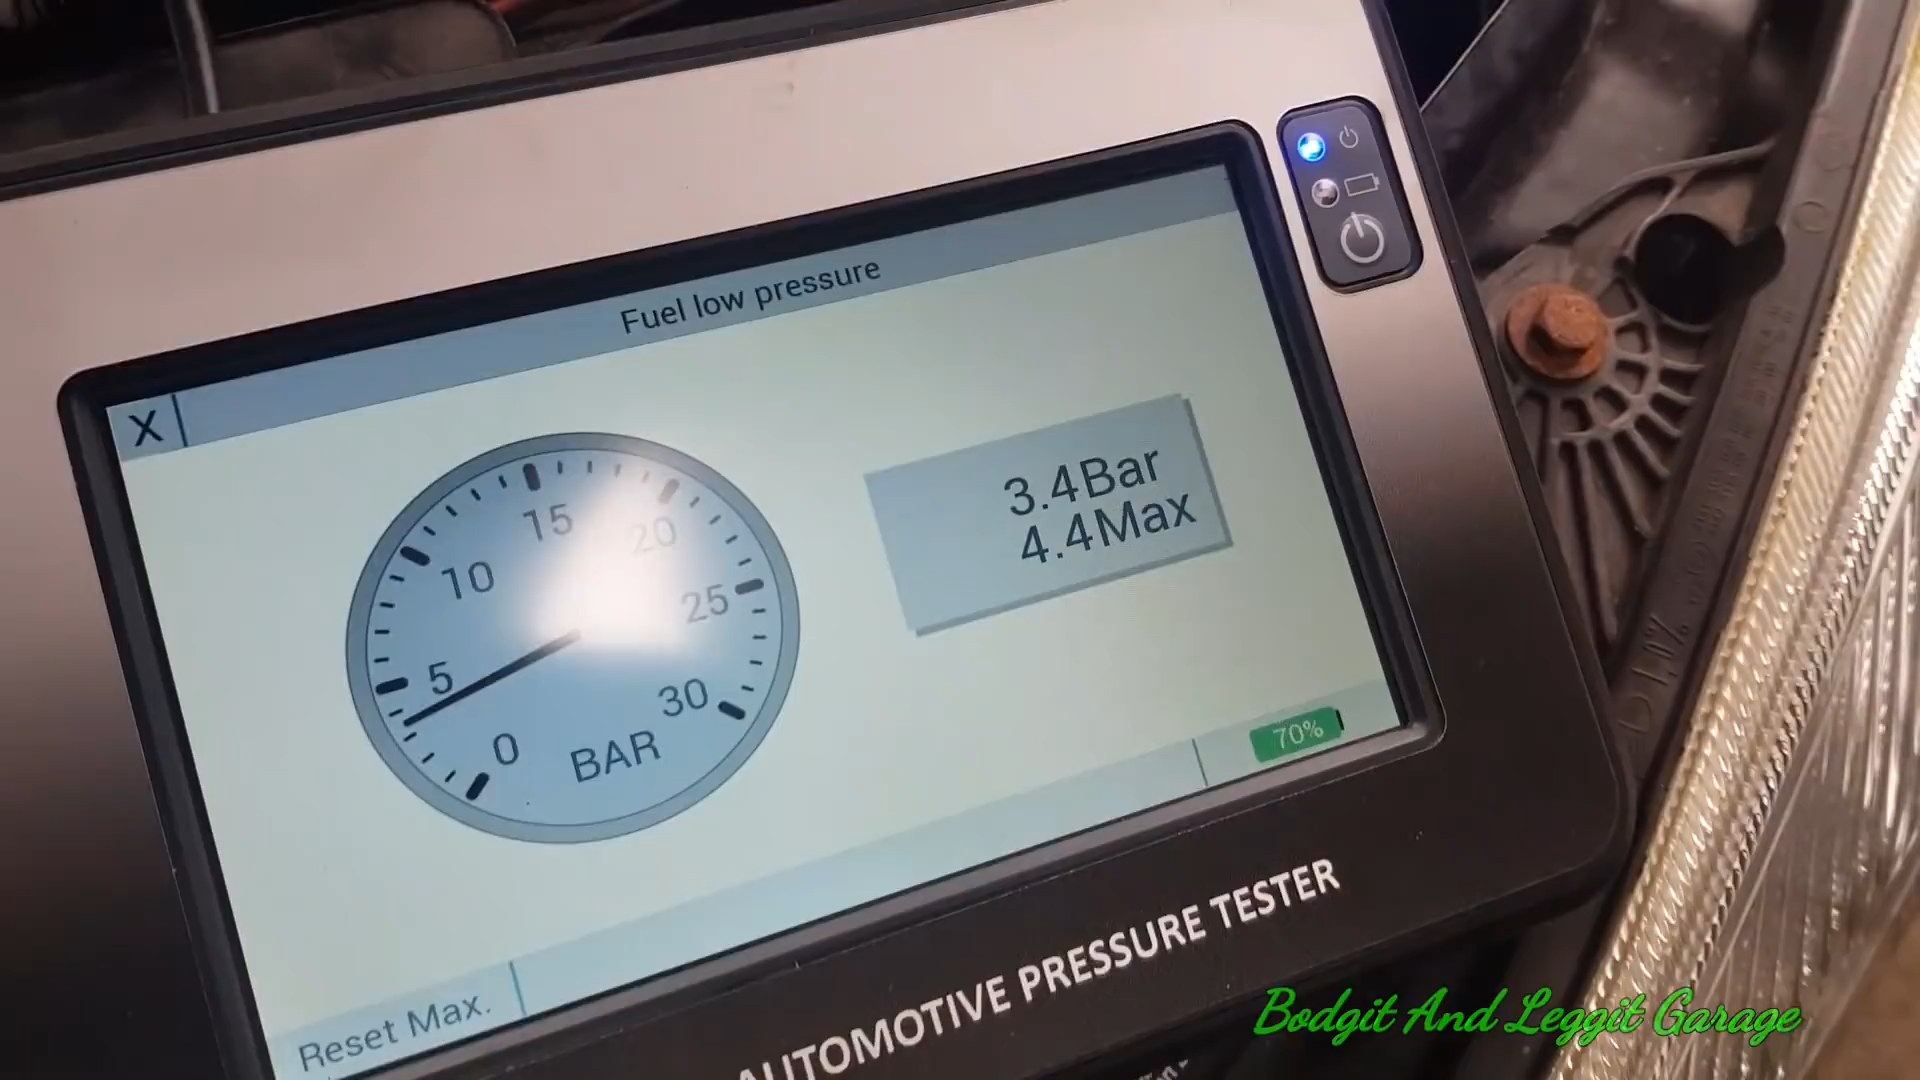 Fuel low pressure
X
15
20
10
25
5
30
0
BAR
3.4Bar
4.4Max
70%
Reset Max.
AUTOMOTIVE PRESSURE TESTER
Bodgit And Leggit Garage